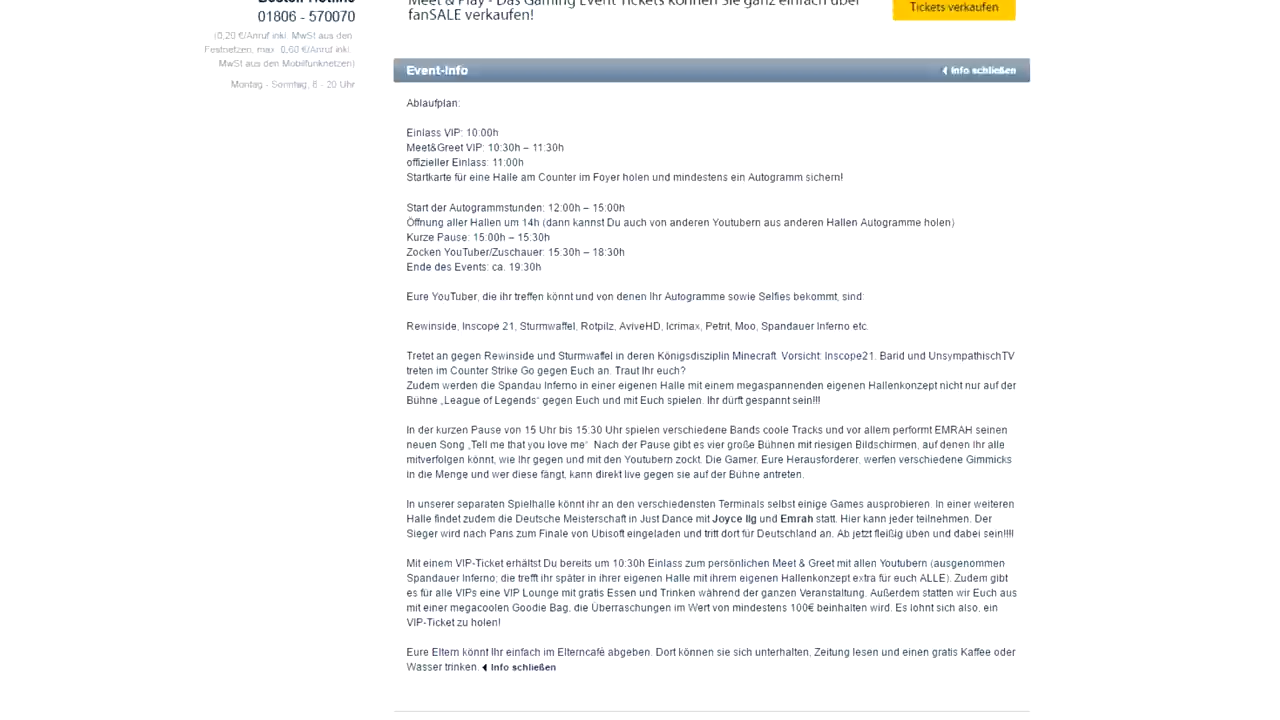 Bestell-Hotline
01806 - 570070
(0,20 €/Anruf inkl. MwSt aus den
Festnetzen, max. 0,60 €/Anruf inkl.
MwSt aus den Mobilfunknetzen)
Montag - Sonntag, 8 - 20 Uhr
Meet & Play - Das Gaming Event Tickets können Sie ganz einfach über
fanSALE verkaufen!
Tickets verkaufen
Event-Info
Info schließen
Ablaufplan:
Einlass VIP: 10:00h
Meet&Greet VIP: 10:30h – 11:30h
offizieller Einlass: 11:00h
Startkarte für eine Halle am Counter im Foyer holen und mindestens ein Autogramm sichern!
Start der Autogrammstunden: 12:00h – 15:00h
Öffnung aller Hallen um 14h (dann kannst Du auch von anderen Youtubern aus anderen Hallen Autogramme holen)
Kurze Pause: 15:00h – 15:30h
Zocken YouTuber/Zuschauer: 15.30h – 18:30h
Ende des Events: ca. 19:30h
Eure YouTuber, die ihr treffen könnt und von denen Ihr Autogramme sowie Selfies bekommt, sind:
Rewinside, Inscope 21, Sturmwaffel, Rotpilz, AviveHD, Icrimax, Petrit, Moo, Spandauer Inferno etc.
Tretet an gegen Rewinside und Sturmwaffel in deren Königsdisziplin Minecraft. Vorsicht: Inscope21, Barid und UnsympathischTV
treten im Counter Strike Go gegen Euch an. Traut Ihr euch?
Zudem werden die Spandau Inferno in einer eigenen Halle mit einem megaspannenden eigenen Hallenkonzept nicht nur auf der
Bühne „League of Legends“ gegen Euch und mit Euch spielen. Ihr dürft gespannt sein!!!
In der kurzen Pause von 15 Uhr bis 15.30 Uhr spielen verschiedene Bands coole Tracks und vor allem performt EMRAH seinen
neuen Song „Tell me that you love me“. Nach der Pause gibt es vier große Bühnen mit riesigen Bildschirmen, auf denen Ihr alle
mitverfolgen könnt, wie Ihr gegen und mit den Youtubern zockt. Die Gamer, Eure Herausforderer, werfen verschiedene Gimmicks
in die Menge und wer diese fängt, kann direkt live gegen sie auf der Bühne antreten.
In unserer separaten Spielhalle könnt ihr an den verschiedensten Terminals selbst einige Games ausprobieren. In einer weiteren
Halle findet zudem die Deutsche Meisterschaft in Just Dance mit Joyce Ilg und Emrah statt. Hier kann jeder teilnehmen. Der
Sieger wird nach Paris zum Finale von Ubisoft eingeladen und tritt dort für Deutschland an. Ab jetzt fleißig üben und dabei sein!!!!
Mit einem VIP-Ticket erhältst Du bereits um 10:30h Einlass zum persönlichen Meet & Greet mit allen Youtubern (ausgenommen
Spandauer Inferno; die trefft ihr später in ihrer eigenen Halle mit ihrem eigenen Hallenkonzept extra für euch ALLE). Zudem gibt
es für alle VIPs eine VIP Lounge mit gratis Essen und Trinken während der ganzen Veranstaltung. Außerdem statten wir Euch aus
mit einer megacoolen Goodie Bag, die Überraschungen im Wert von mindestens 100€ beinhalten wird. Es lohnt sich also, ein
VIP-Ticket zu holen!
Eure Eltern könnt Ihr einfach im Elterncafé abgeben. Dort können sie sich unterhalten, Zeitung lesen und einen gratis Kaffee oder
Wasser trinken. Info schließen